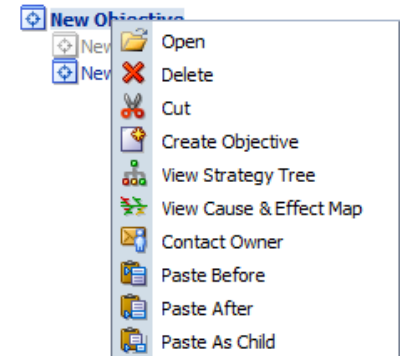 New Objective
New
New
Open
Delete
Cut
Create Objective
View Strategy Tree
View Cause & Effect Map
Contact Owner
Paste Before
Paste After
Paste As Child